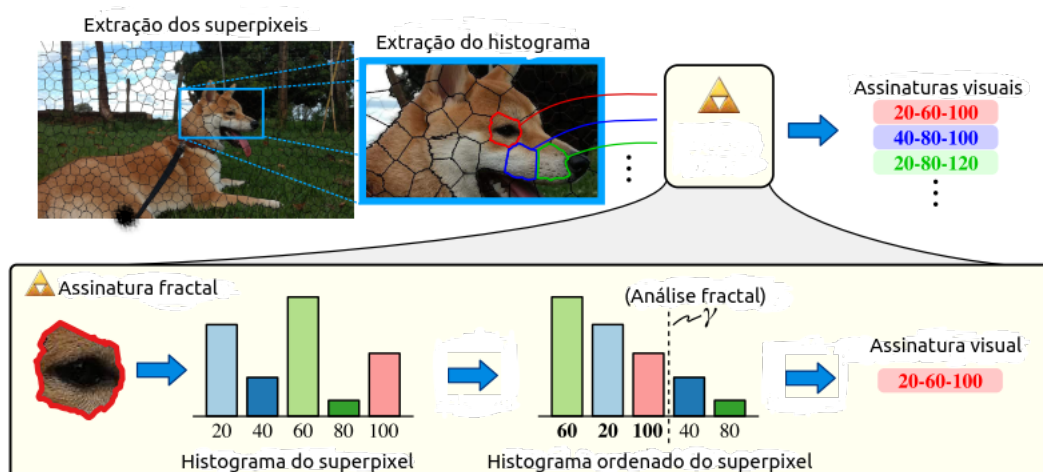 Extração dos superpixeis
Extração do histograma
Assinaturas visuais
20-60-100
40-80-100
20-80-120
Assinatura fractal
(Análise fractal)
γ
Assinatura visual
20-60-100
20 40 60 80 100
60 20 100 40 80
Histograma do superpixel
Histograma ordenado do superpixel